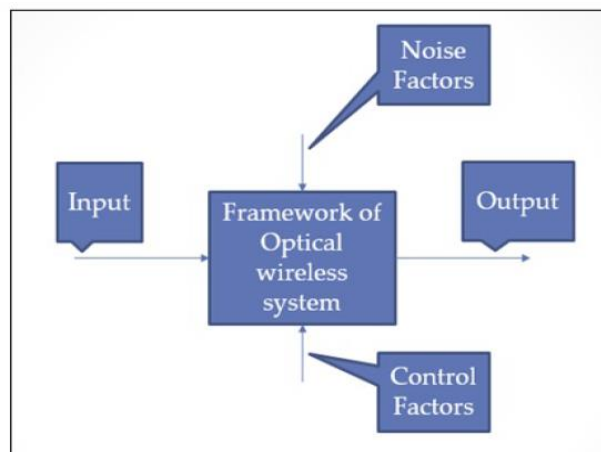 Noise
Factors
Input
Framework of
Optical
wireless
system
Output
Control
Factors